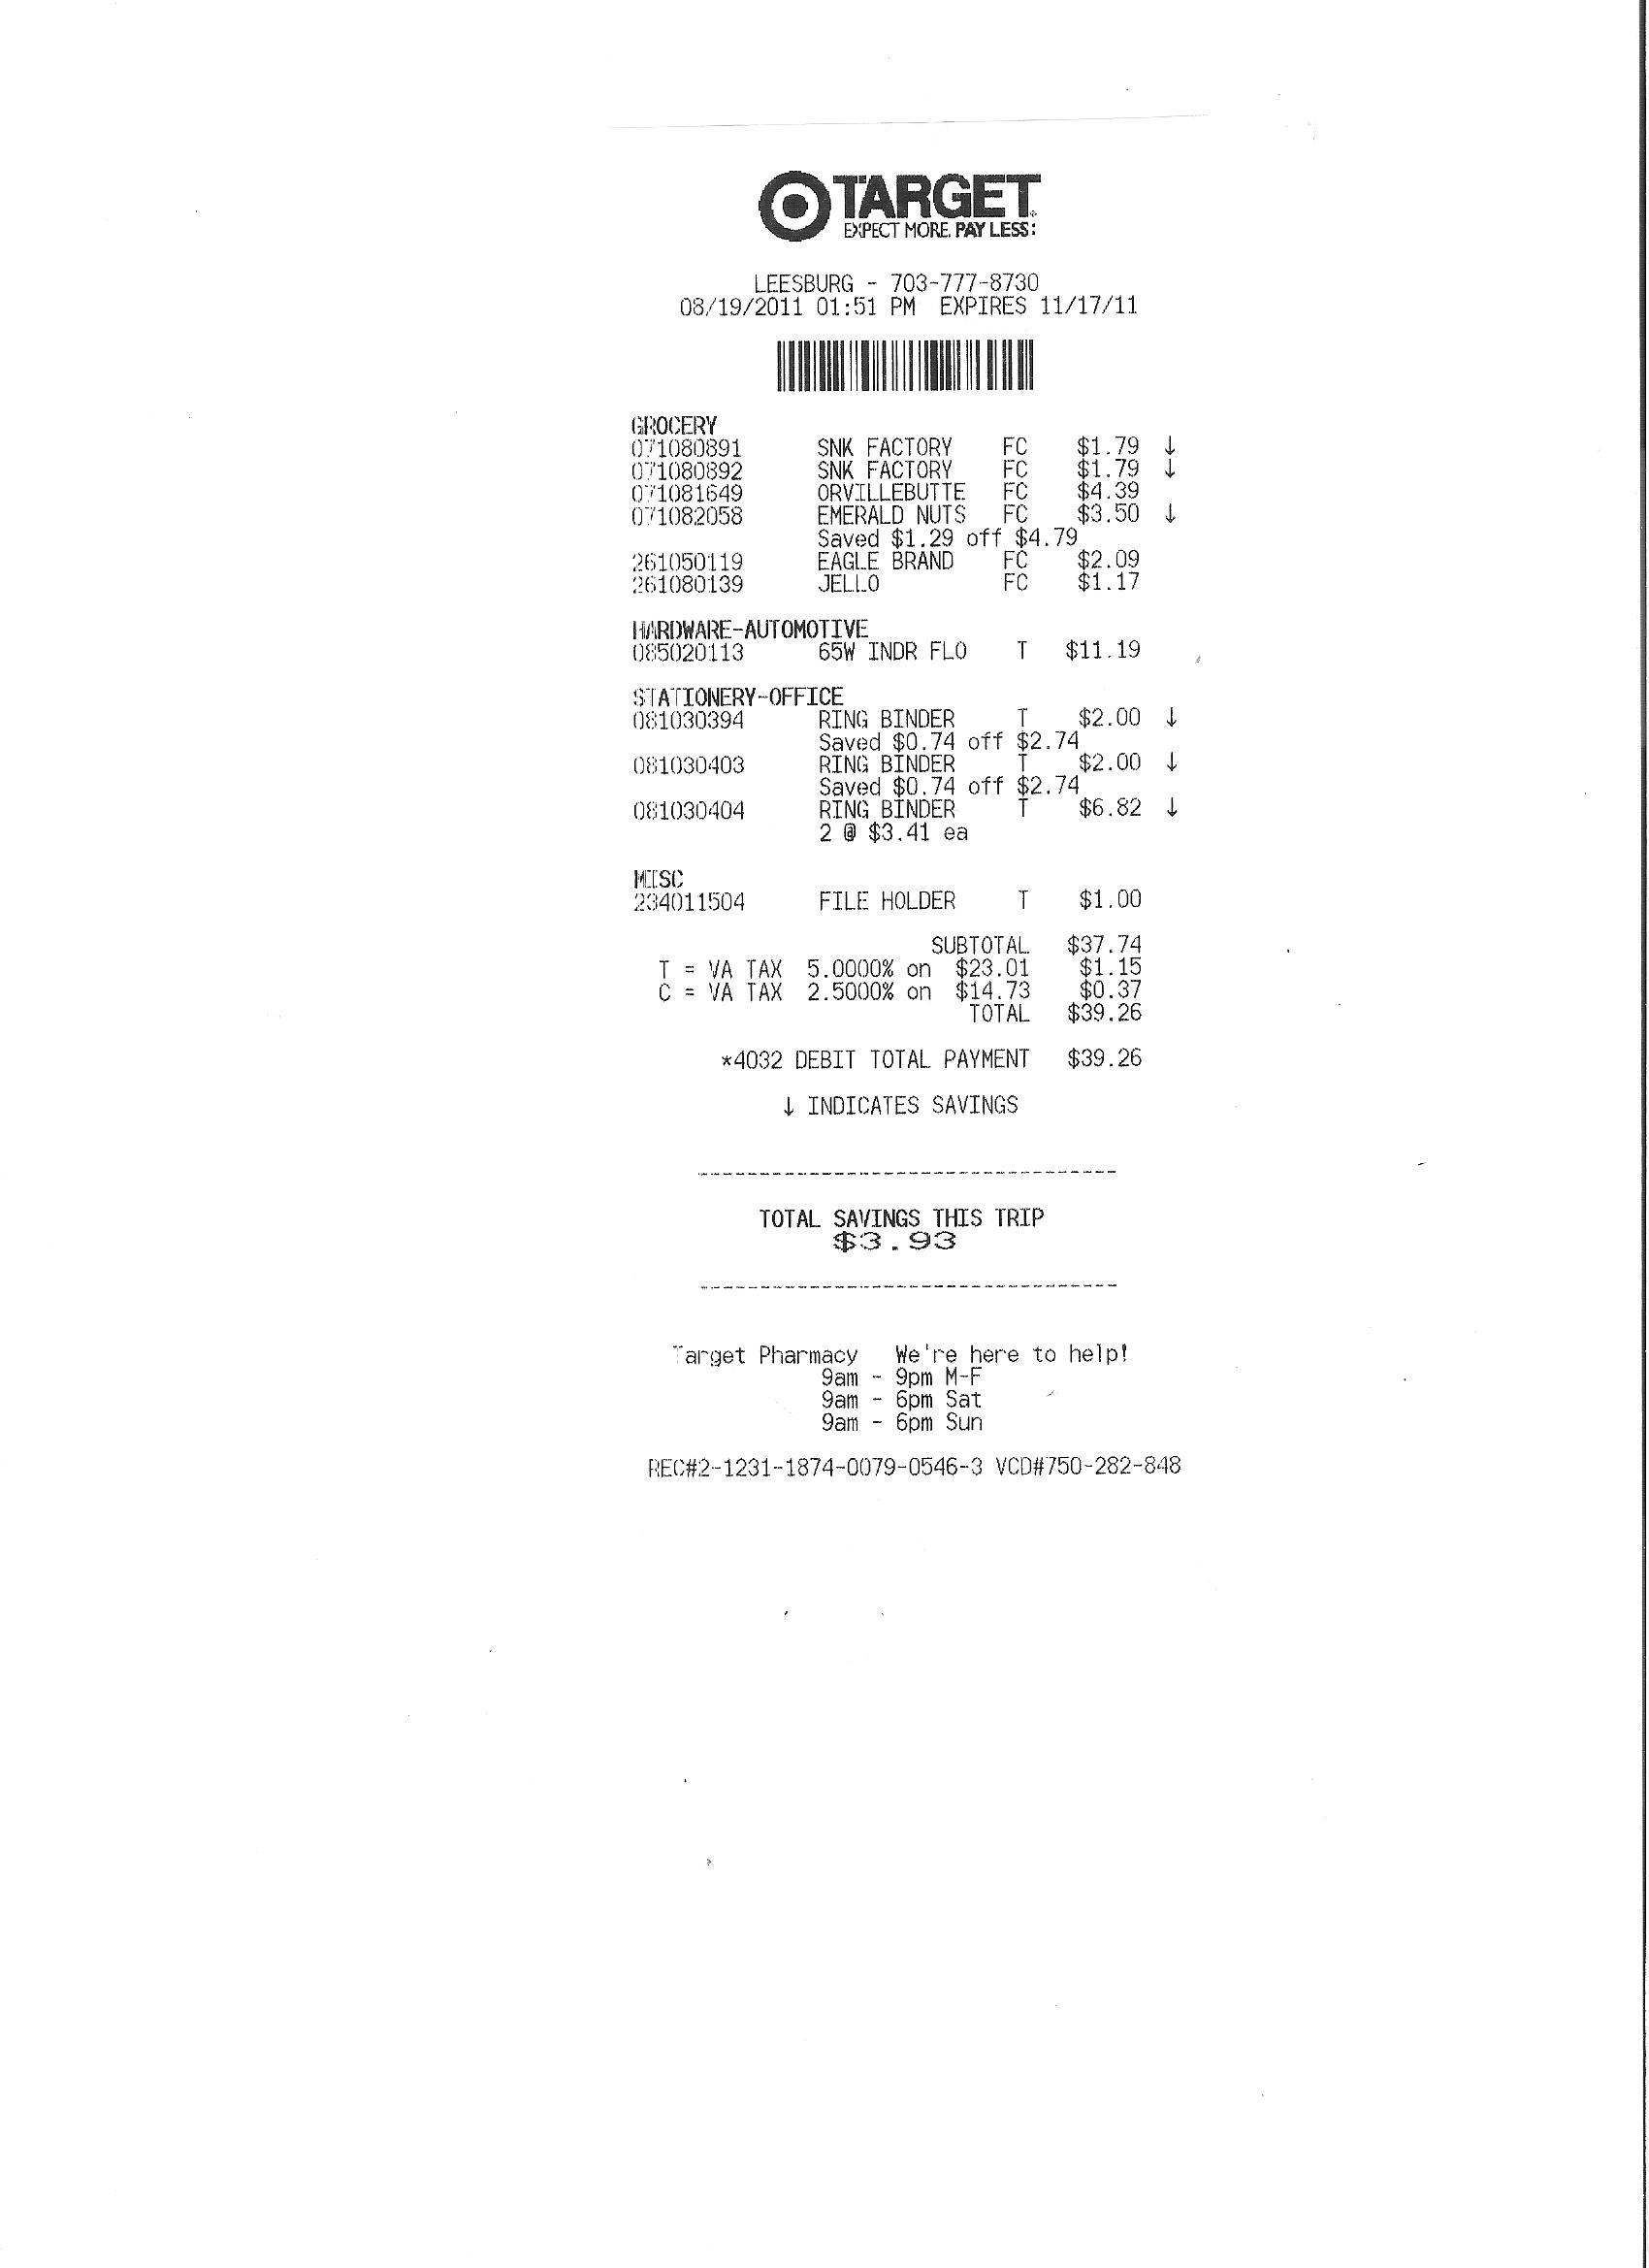 TARGET
EXPECT MORE. PAY LESS.
LEESBURG - 703-777-8730
08/19/2011 01:51 PM EXPIRES 11/17/11
GROCERY
071080891 SNK FACTORY FC $1.79 ↓
071080892 SNK FACTORY FC $1.79 ↓
071081649 ORVILLEBUTTE FC $4.39
071082058 EMERALD NUTS FC $3.50 ↓
Saved $1.29 off $4.79
261050119 EAGLE BRAND FC $2.09
261080139 JELLO FC $1.17
HARDWARE-AUTOMOTIVE
085020113 65W INDR FLO T $11.19
STATIONERY-OFFICE
081030394 RING BINDER T $2.00 ↓
Saved $0.74 off $2.74
081030403 RING BINDER T $2.00 ↓
Saved $0.74 off $2.74
081030404 RING BINDER T $6.82 ↓
2 @ $3.41 ea
MISC
234011504 FILE HOLDER T $1.00
SUBTOTAL $37.74
T = VA TAX 5.0000% on $23.01 $1.15
C = VA TAX 2.5000% on $14.73 $0.37
TOTAL $39.26
*4032 DEBIT TOTAL PAYMENT $39.26
↓ INDICATES SAVINGS
TOTAL SAVINGS THIS TRIP
$3.93
Target Pharmacy We're here to help!
9am - 9pm M-F
9am - 6pm Sat
9am - 6pm Sun
REC#2-1231-1874-0079-0546-3 VCD#750-282-848